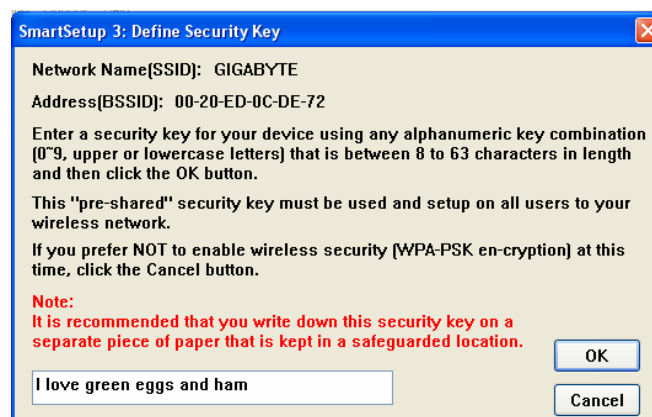 SmartSetup 3: Define Security Key
Network Name(SSID): GIGABYTE
Address(BSSID): 00-20-ED-0C-DE-72
Enter a security key for your device using any alphanumeric key combination
(0~9, upper or lowercase letters) that is between 8 to 63 characters in length
and then click the OK button.
This "pre-shared" security key must be used and setup on all users to your
wireless network.
If you prefer NOT to enable wireless security (WPA-PSK en-cryption) at this
time, click the Cancel button.
Note:
It is recommended that you write down this security key on a
separate piece of paper that is kept in a safeguarded location.
OK
I love green eggs and ham
Cancel